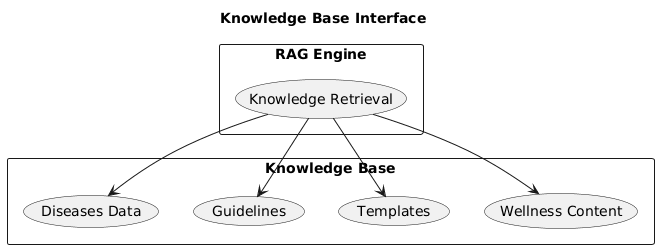 Knowledge Base Interface
RAG Engine
Knowledge Retrieval
Knowledge Base
Diseases Data
Guidelines
Templates
Wellness Content